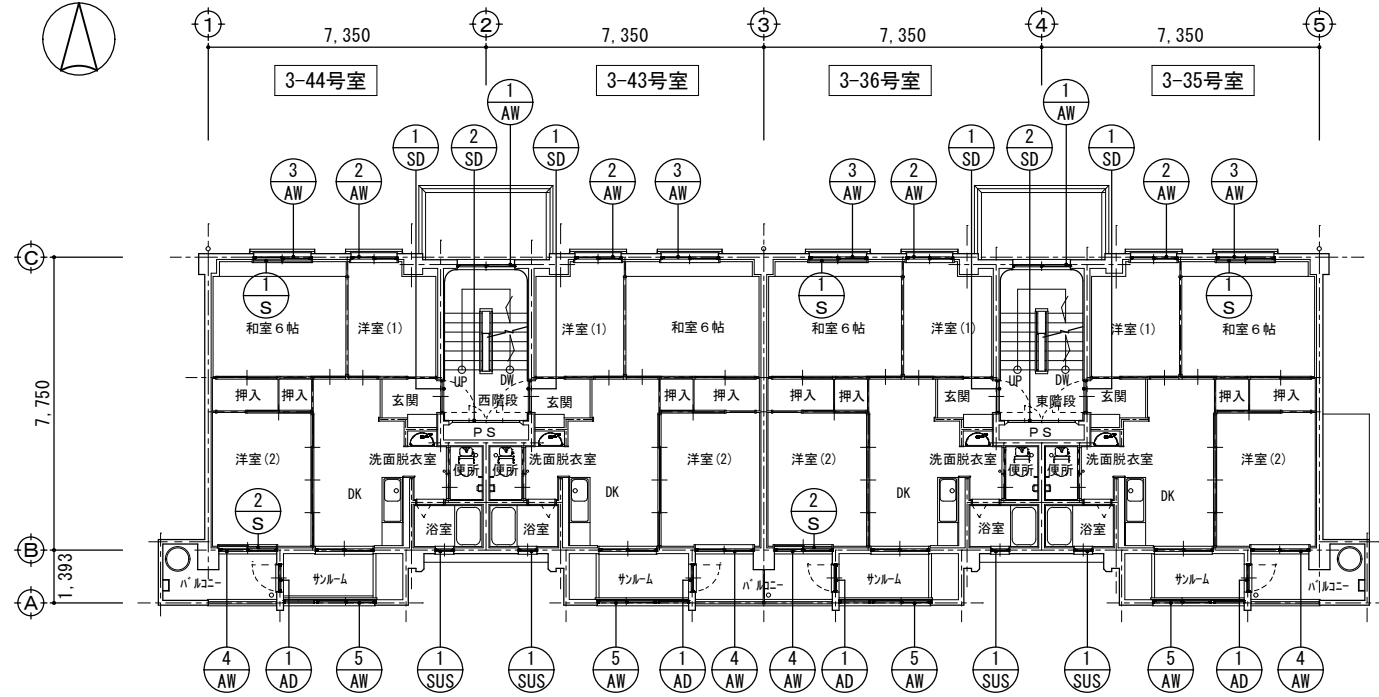 1 2 3 4 5
7,350 7,350 7,350 7,350
3-44号室 3-43号室 3-36号室 3-35号室
1 AW 1 AW
1 SD 2 SD 1 SD 1 SD 2 SD 1 SD
3 AW 2 AW 2 AW 3 AW 3 AW 2 AW 2 AW 3 AW
C
1 S 1 S 1 S
和室6帖 洋室(1) 洋室(1) 和室6帖 和室6帖 洋室(1) 洋室(1) 和室6帖
UP DW UP DW
押入 押入 玄関 西階段 玄関 押入 押入 押入 押入 玄関 東階段 玄関 押入 押入
7,750
PS PS
洋室(2) 洗面脱衣室 便所 洗面脱衣室 洋室(2) 洋室(2) 洗面脱衣室 便所 洗面脱衣室 洋室(2)
DK DK DK DK
2 S 2 S
浴室 浴室 浴室 浴室
B
1,393
バルコニー サンルーム サンルーム バルコニー サンルーム サンルーム バルコニー
A
4 AW 1 AD 5 AW 1 SUS 1 SUS 5 AW 1 AD 4 AW 4 AW 1 AD 5 AW 1 SUS 1 SUS 5 AW 1 AD 4 AW